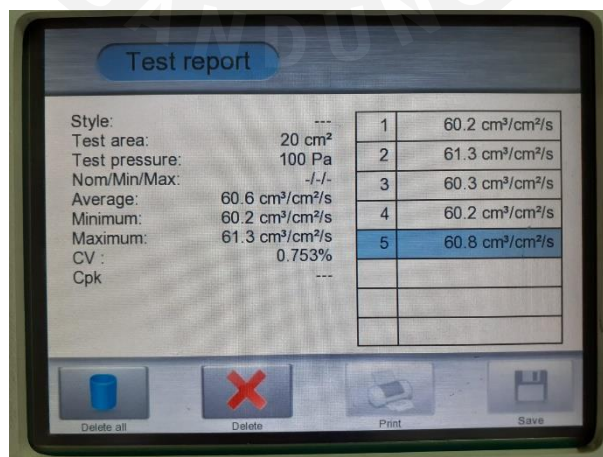 Test report
Style: ---
Test area: 20 cm²
Test pressure: 100 Pa
Nom/Min/Max: -/-/-
Average: 60.6 cm³/cm²/s
Minimum: 60.2 cm³/cm²/s
Maximum: 61.3 cm³/cm²/s
CV : 0.753%
Cpk ---
1 60.2 cm³/cm²/s
2 61.3 cm³/cm²/s
3 60.3 cm³/cm²/s
4 60.2 cm³/cm²/s
5 60.8 cm³/cm²/s
Delete all
Delete
Print
Save